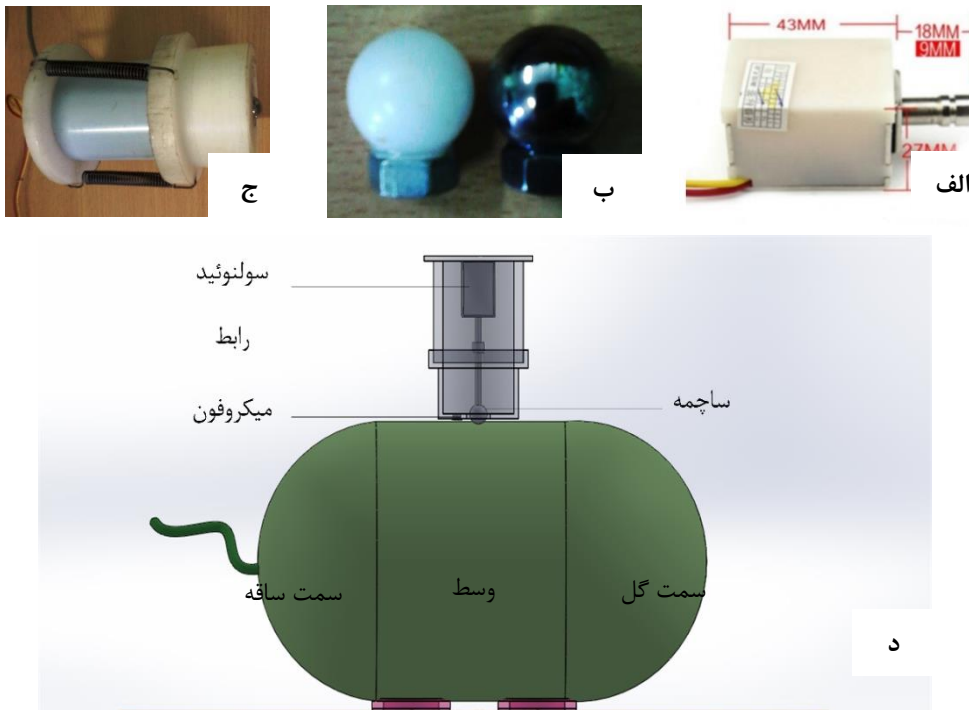 43MM
18MM
9MM
27MM
الف
ب
ج
سولنوئید
رابط
میکروفون
ساچمه
سمت ساقه
وسط
سمت گل
د